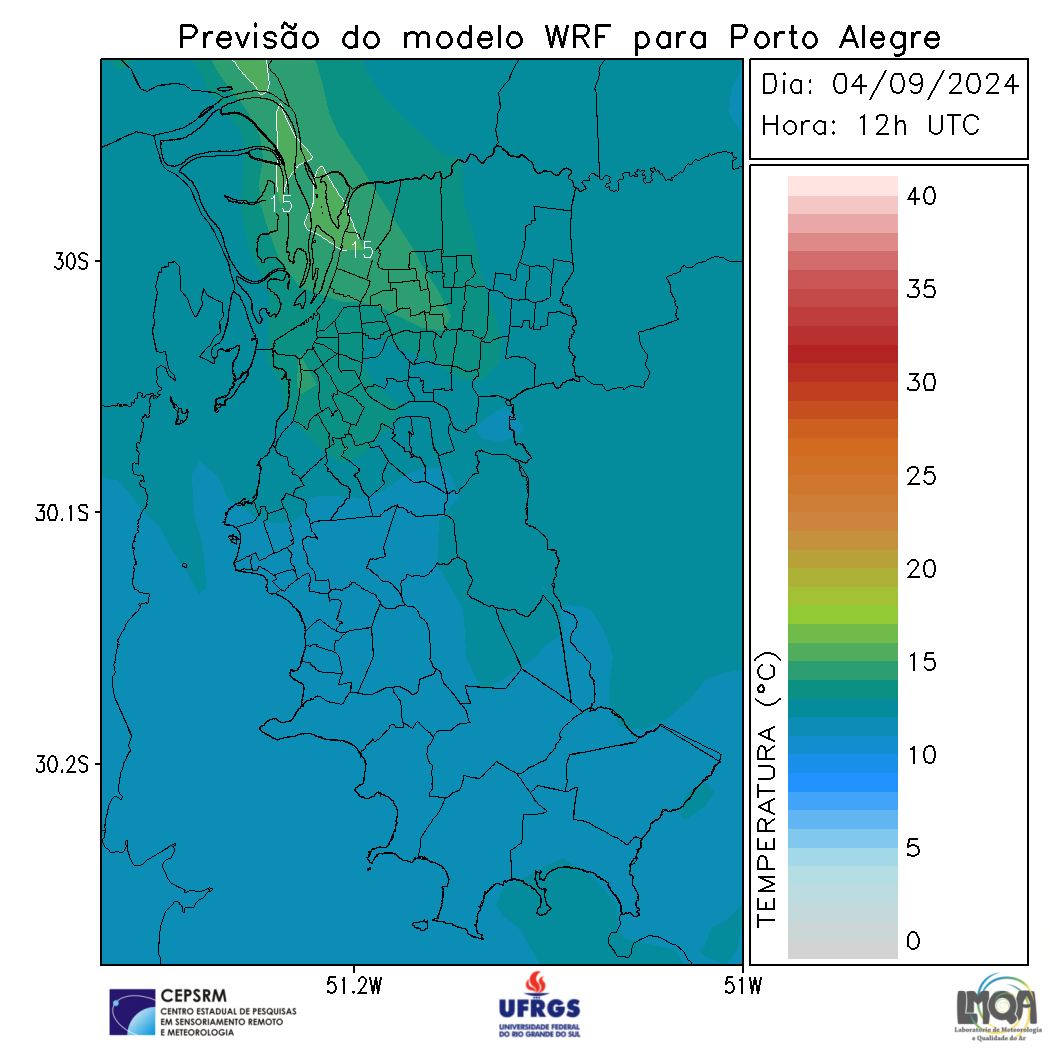 Previsão do modelo WRF para Porto Alegre
Dia: 04/09/2024
Hora: 12h UTC
15
15
30S
30.1S
30.2S
51.2W
51W
40
35
30
25
20
15
10
5
0
TEMPERATURA (°C)
CEPSRM
CENTRO ESTADUAL DE PESQUISAS
EM SENSORIAMENTO REMOTO
E METEOROLOGIA
UFRGS
UNIVERSIDADE FEDERAL
DO RIO GRANDE DO SUL
LMQA
Laboratório de Meteorologia
e Qualidade do Ar